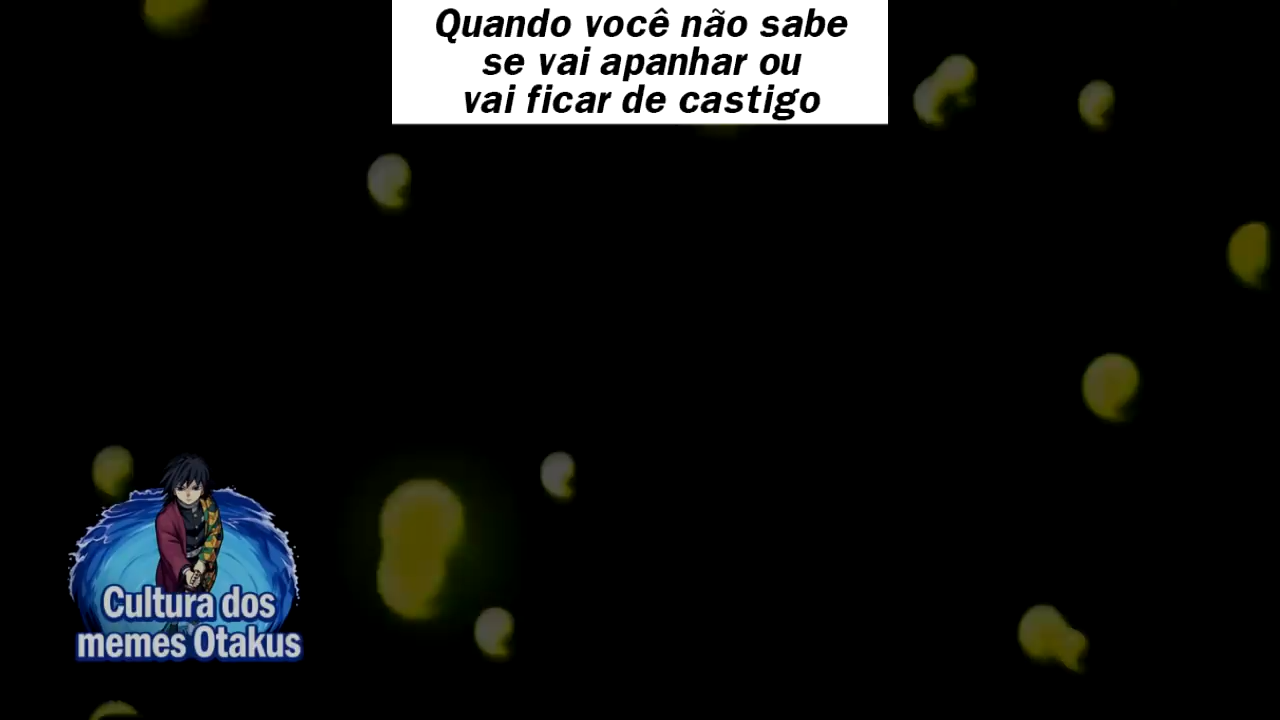 Quando você não sabe
se vai apanhar ou
vai ficar de castigo
Cultura dos
memes Otakus